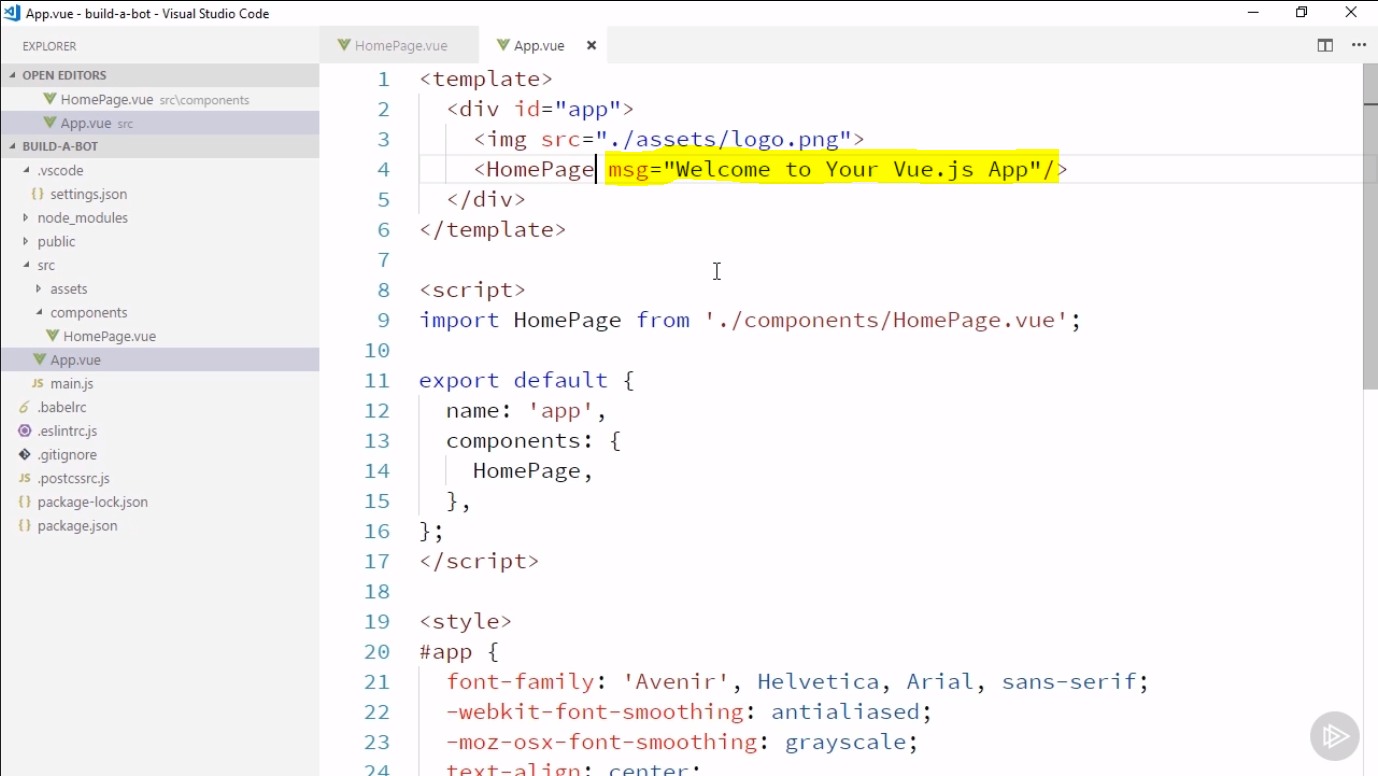 App.vue - build-a-bot - Visual Studio Code
EXPLORER
HomePage.vue
App.vue
OPEN EDITORS
HomePage.vue src\components
App.vue src
BUILD-A-BOT
.vscode
settings.json
node_modules
public
src
assets
components
HomePage.vue
App.vue
JS main.js
.babelrc
.eslintrc.js
.gitignore
JS .postcssrc.js
{} package-lock.json
{} package.json
1 <template>
2 <div id="app">
3 <img src="./assets/logo.png">
4 <HomePage msg="Welcome to Your Vue.js App"/>
5 </div>
6 </template>
7
8 <script>
9 import HomePage from './components/HomePage.vue';
10
11 export default {
12 name: 'app',
13 components: {
14 HomePage,
15 },
16 };
17 </script>
18
19 <style>
20 #app {
21 font-family: 'Avenir', Helvetica, Arial, sans-serif;
22 -webkit-font-smoothing: antialiased;
23 -moz-osx-font-smoothing: grayscale;
24 text-align: center;